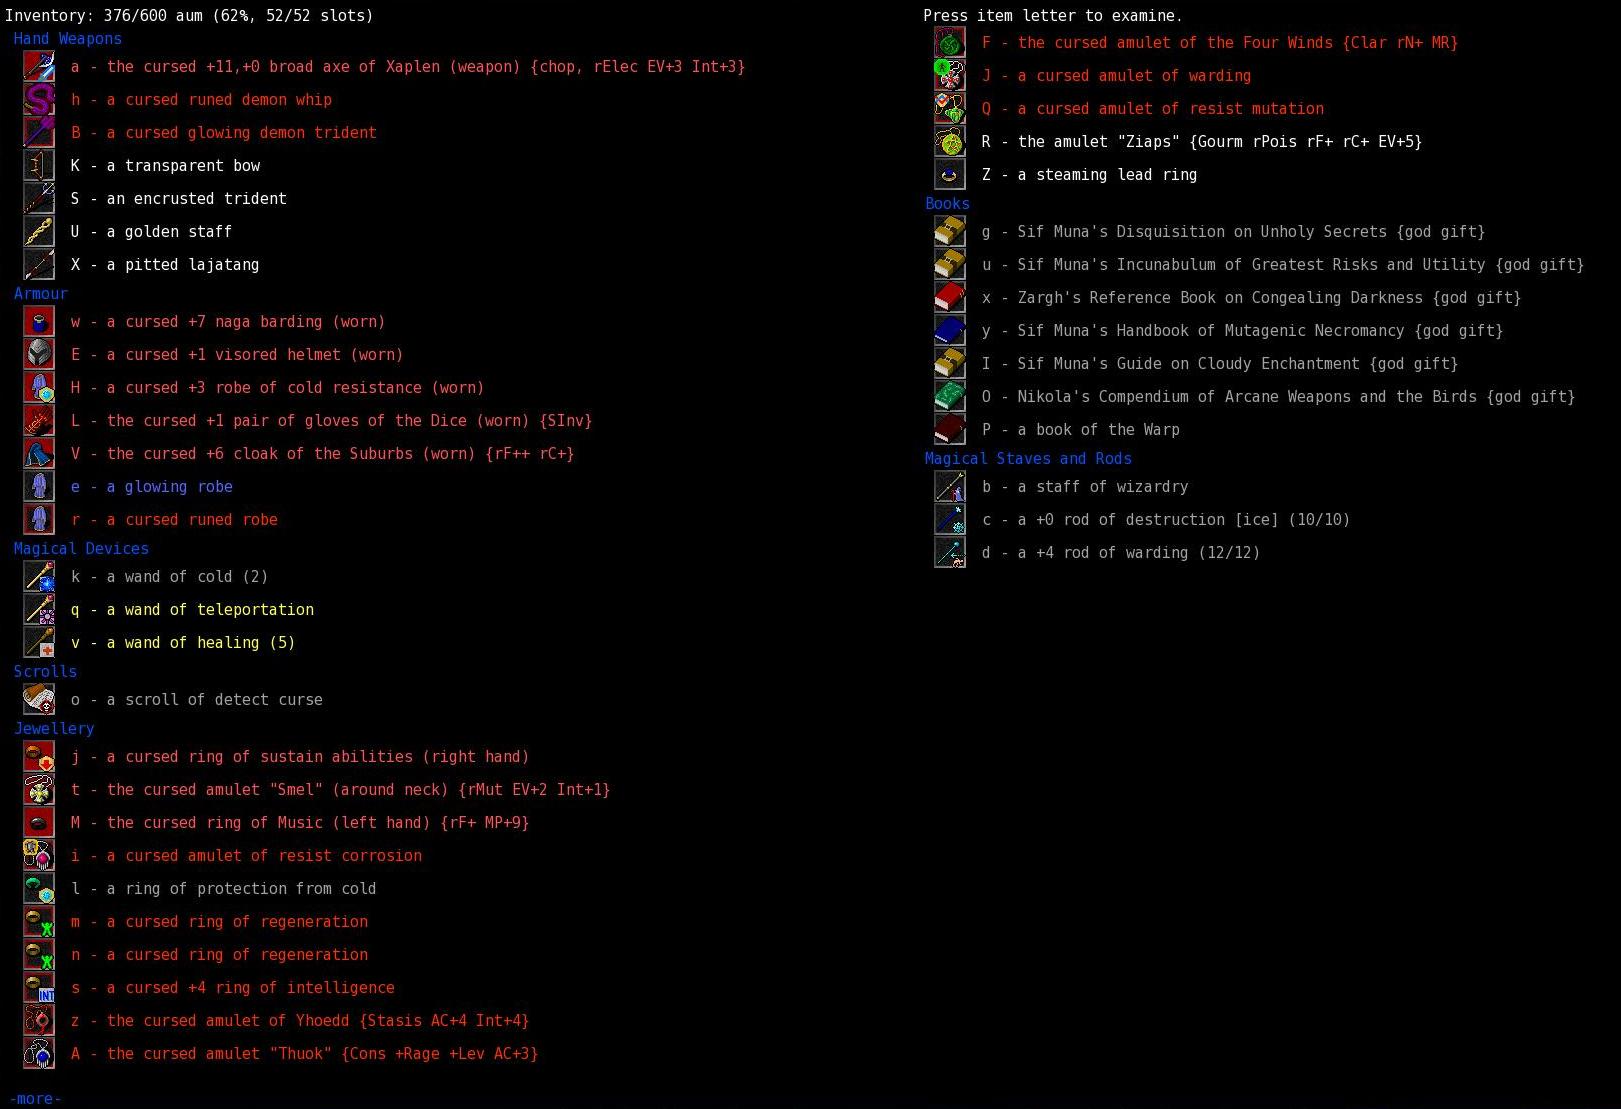 Inventory: 376/600 aum (62%, 52/52 slots)
Hand Weapons
a - the cursed +11,+0 broad axe of Xaplen (weapon) {chop, rElec EV+3 Int+3}
h - a cursed runed demon whip
B - a cursed glowing demon trident
K - a transparent bow
S - an encrusted trident
U - a golden staff
X - a pitted lajatang
Armour
w - a cursed +7 naga barding (worn)
E - a cursed +1 visored helmet (worn)
H - a cursed +3 robe of cold resistance (worn)
L - the cursed +1 pair of gloves of the Dice (worn) {SInv}
V - the cursed +6 cloak of the Suburbs (worn) {rF++ rC+}
e - a glowing robe
r - a cursed runed robe
Magical Devices
k - a wand of cold (2)
q - a wand of teleportation
v - a wand of healing (5)
Scrolls
o - a scroll of detect curse
Jewellery
j - a cursed ring of sustain abilities (right hand)
t - the cursed amulet "Smel" (around neck) {rMut EV+2 Int+1}
M - the cursed ring of Music (left hand) {rF+ MP+9}
i - a cursed amulet of resist corrosion
l - a ring of protection from cold
m - a cursed ring of regeneration
n - a cursed ring of regeneration
s - a cursed +4 ring of intelligence
INT
z - the cursed amulet of Yhoedd {Stasis AC+4 Int+4}
A - the cursed amulet "Thuok" {Cons +Rage +Lev AC+3}
-more-
Press item letter to examine.
F - the cursed amulet of the Four Winds {Clar rN+ MR}
J - a cursed amulet of warding
Q - a cursed amulet of resist mutation
R - the amulet "Ziaps" {Gourm rPois rF+ rC+ EV+5}
Z - a steaming lead ring
Books
g - Sif Muna's Disquisition on Unholy Secrets {god gift}
u - Sif Muna's Incunabulum of Greatest Risks and Utility {god gift}
x - Zargh's Reference Book on Congealing Darkness {god gift}
y - Sif Muna's Handbook of Mutagenic Necromancy {god gift}
I - Sif Muna's Guide on Cloudy Enchantment {god gift}
O - Nikola's Compendium of Arcane Weapons and the Birds {god gift}
P - a book of the Warp
Magical Staves and Rods
b - a staff of wizardry
c - a +0 rod of destruction [ice] (10/10)
d - a +4 rod of warding (12/12)